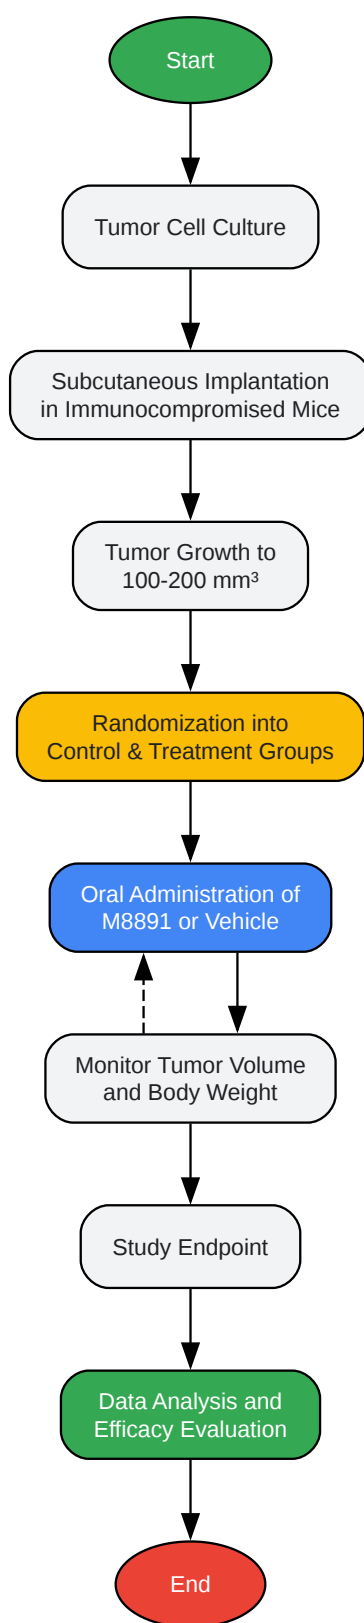 Start
Tumor Cell Culture
Subcutaneous Implantation
in Immunocompromised Mice
Tumor Growth to
100-200 mm³
Randomization into
Control & Treatment Groups
Oral Administration of
M8891 or Vehicle
Monitor Tumor Volume
and Body Weight
Study Endpoint
Data Analysis and
Efficacy Evaluation
End